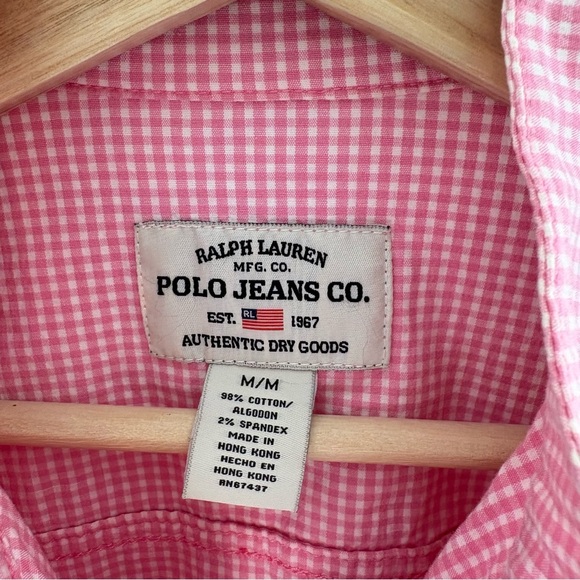 RALPH LAUREN
MFG. CO.
POLO JEANS CO.
EST. RL 1967
AUTHENTIC DRY GOODS
M/M
98% COTTON/
ALGODON
2% SPANDEX
MADE IN
HONG KONG
HECHO EN
HONG KONG
RN67437